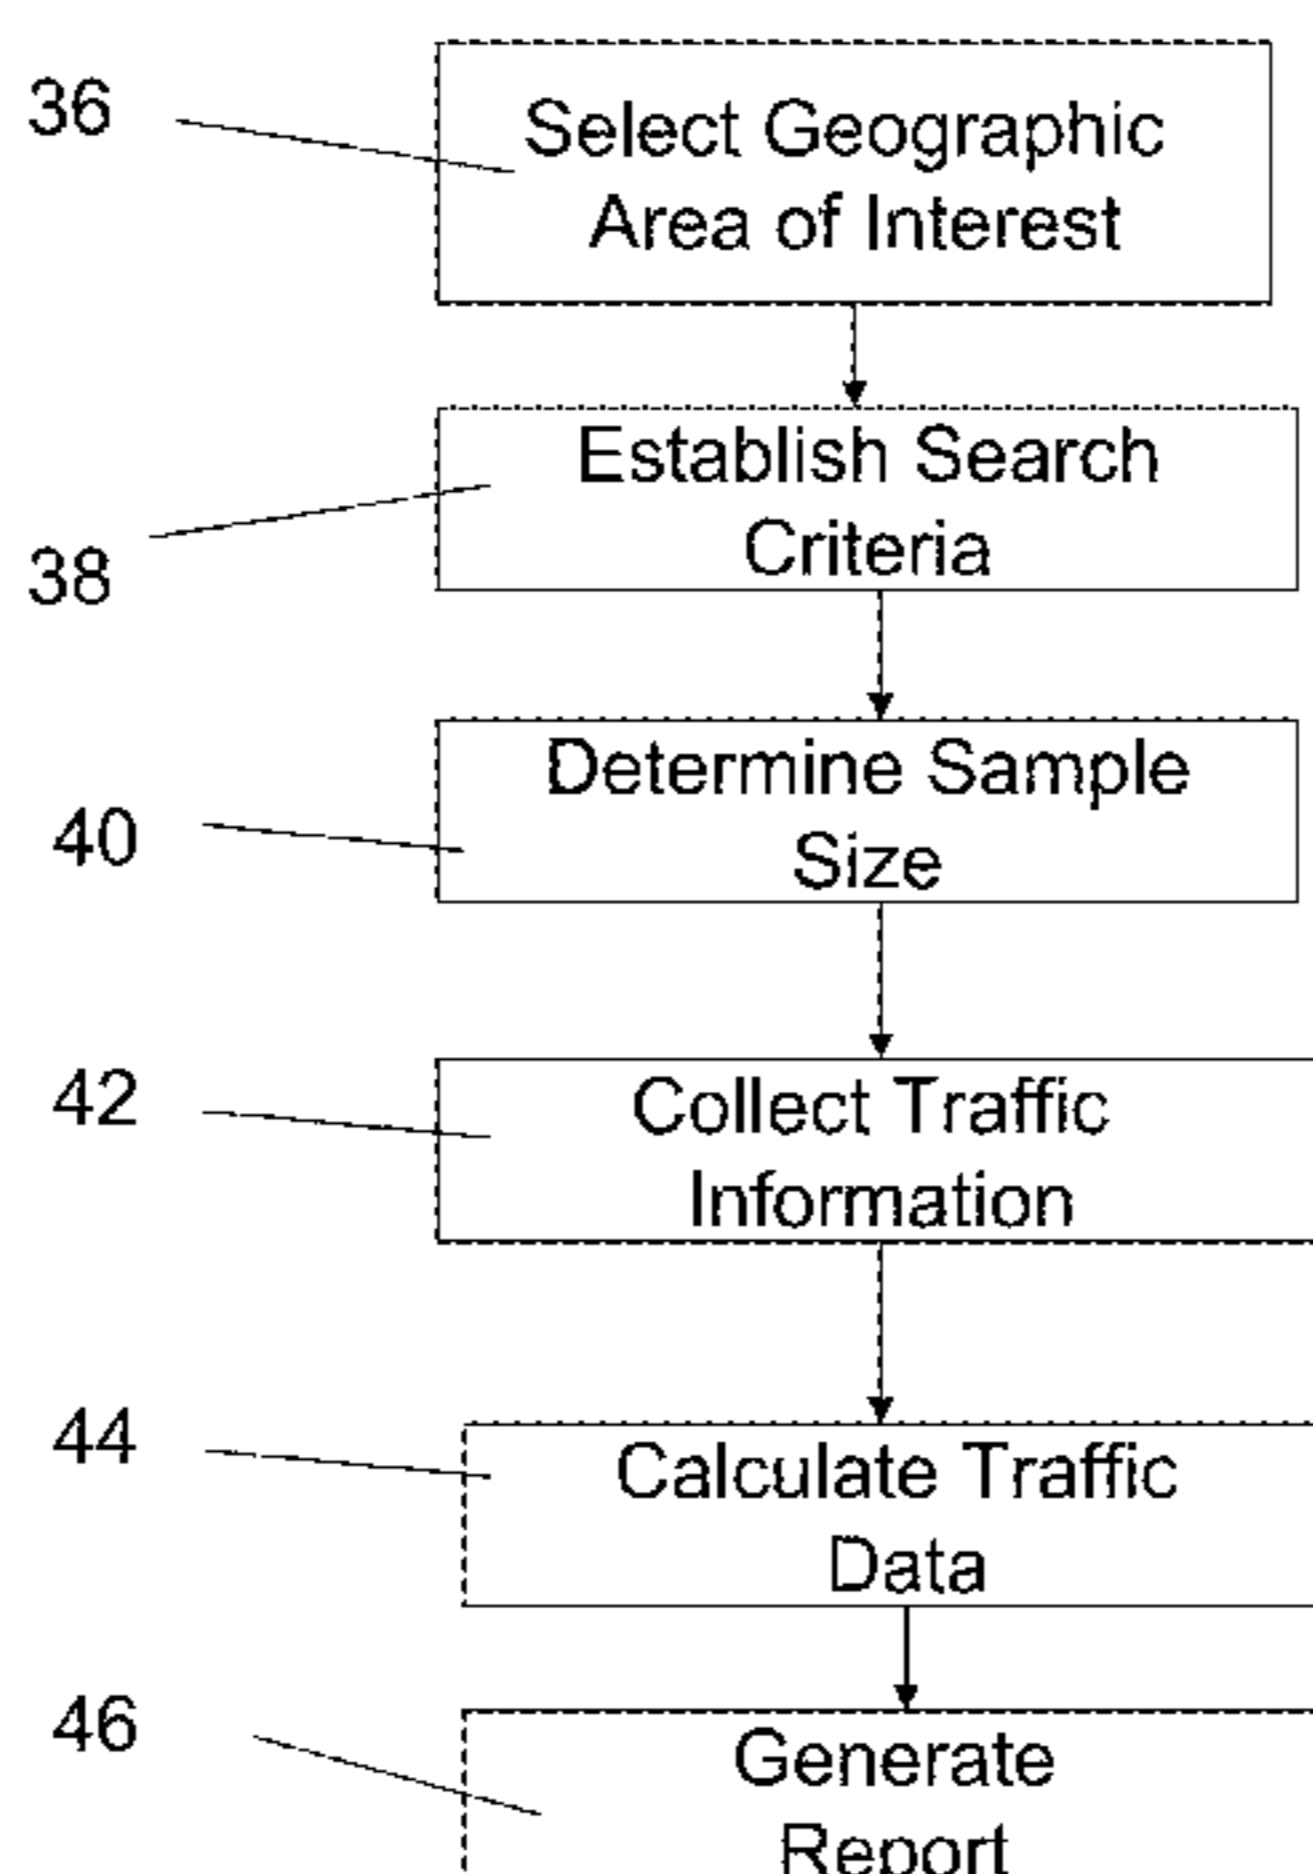 36
Select Geographic
Area of Interest
Establish Search
Criteria
38
Determine Sample
Size
40
42
Collect Traffic
Information
44
Calculate Traffic
Data
46
Generate
Report